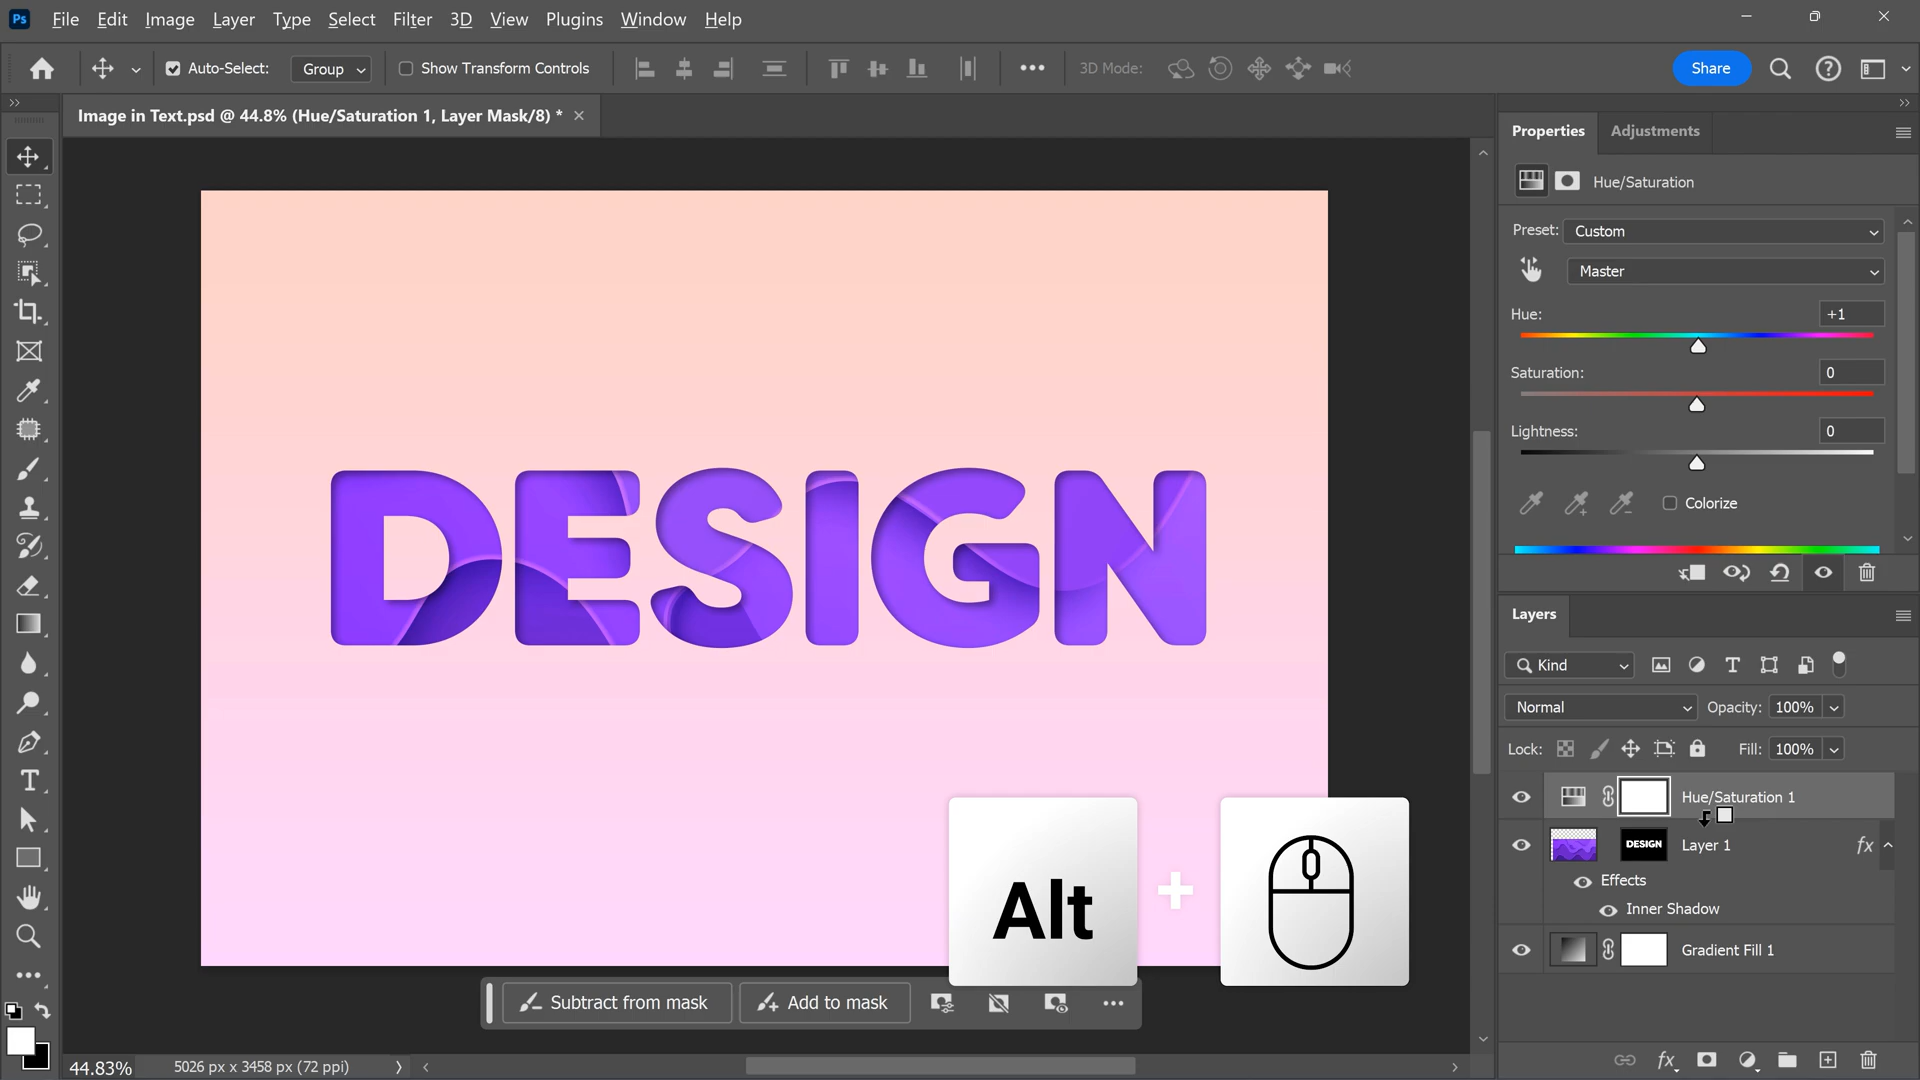 Ps File Edit Image Layer Type Select Filter 3D View Plugins Window Help
Auto-Select: Group Show Transform Controls 3D Mode: Share
Image in Text.psd @ 44.8% (Hue/Saturation 1, Layer Mask/8) *
Properties Adjustments
Hue/Saturation
Preset: Custom
Master
Hue: +1
Saturation: 0
Lightness: 0
Colorize
DESIGN
Layers
Kind
Normal Opacity: 100%
Lock: Fill: 100%
Hue/Saturation 1
DESIGN Layer 1 fx
Effects
Inner Shadow
Gradient Fill 1
Alt +
Subtract from mask Add to mask
44.83% 5026 px x 3458 px (72 ppi)
fx